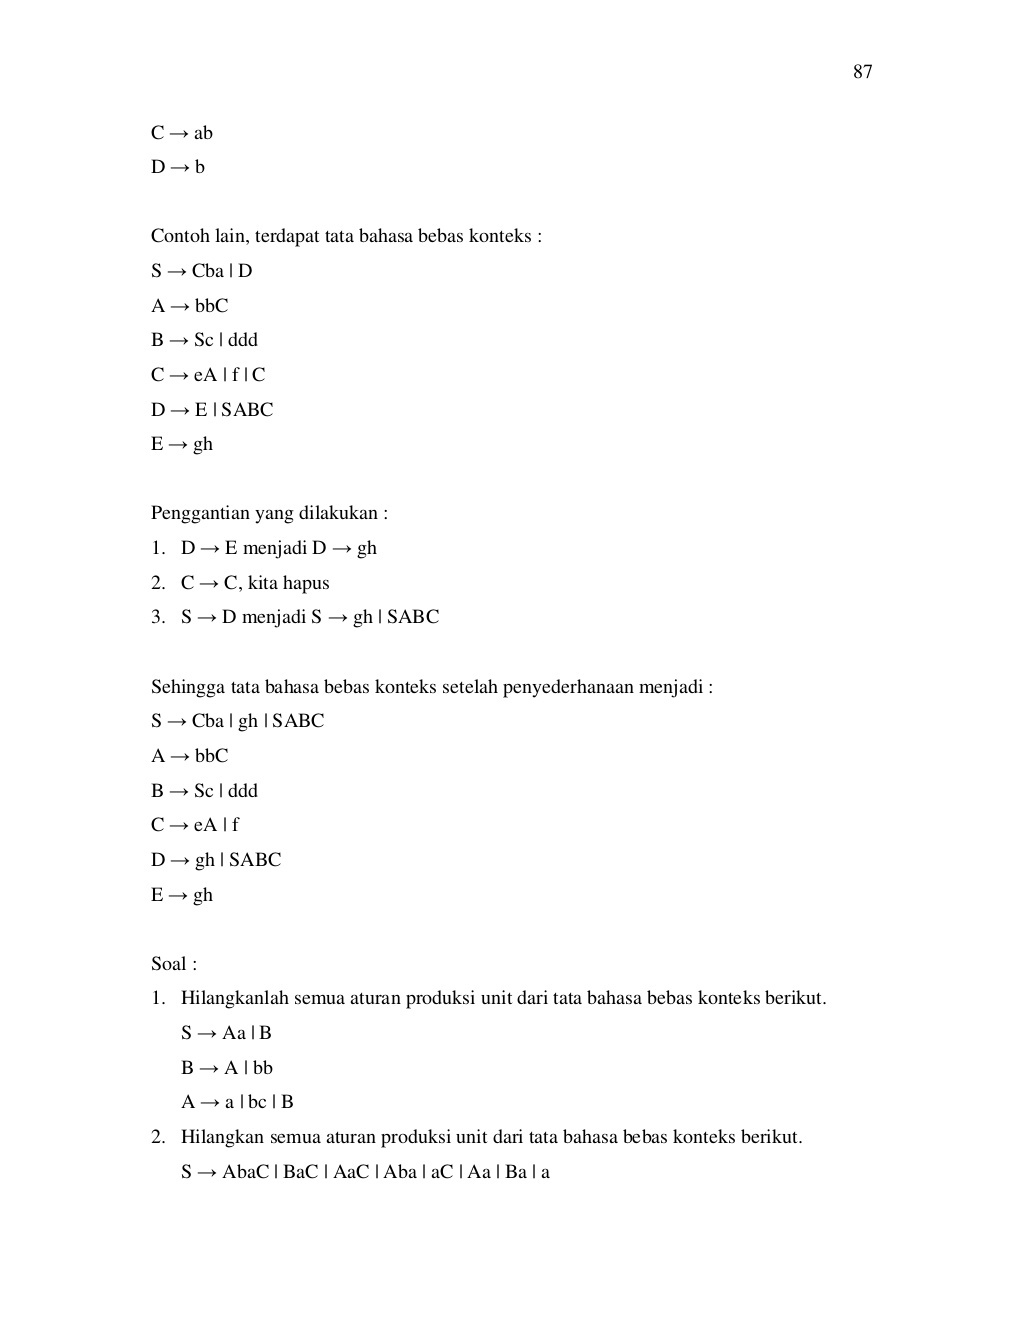 87
C → ab
D → b
Contoh lain, terdapat tata bahasa bebas konteks :
S → Cba | D
A → bbC
B → Sc | ddd
C → eA | f | C
D → E | SABC
E → gh
Penggantian yang dilakukan :
1. D → E menjadi D → gh
2. C → C, kita hapus
3. S → D menjadi S → gh | SABC
Sehingga tata bahasa bebas konteks setelah penyederhanaan menjadi :
S → Cba | gh | SABC
A → bbC
B → Sc | ddd
C → eA | f
D → gh | SABC
E → gh
Soal :
1. Hilangkanlah semua aturan produksi unit dari tata bahasa bebas konteks berikut.
S → Aa | B
B → A | bb
A → a | bc | B
2. Hilangkan semua aturan produksi unit dari tata bahasa bebas konteks berikut.
S → AbaC | BaC | AaC | Aba | aC | Aa | Ba | a